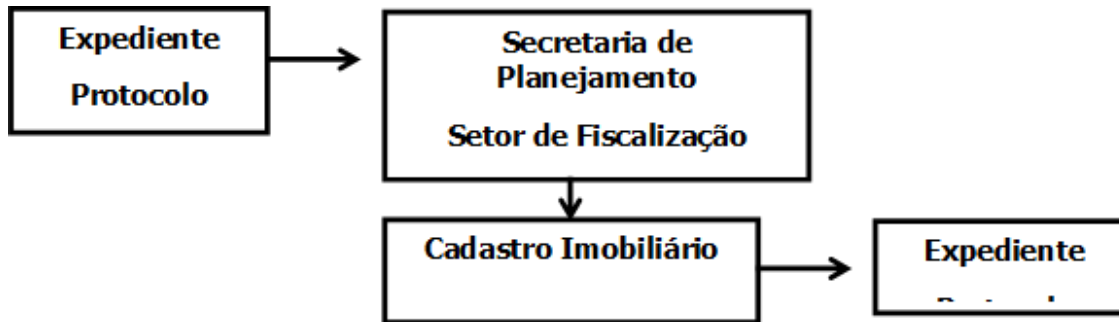 Expediente
Protocolo
Secretaria de
Planejamento
Setor de Fiscalização
Cadastro Imobiliário
Expediente